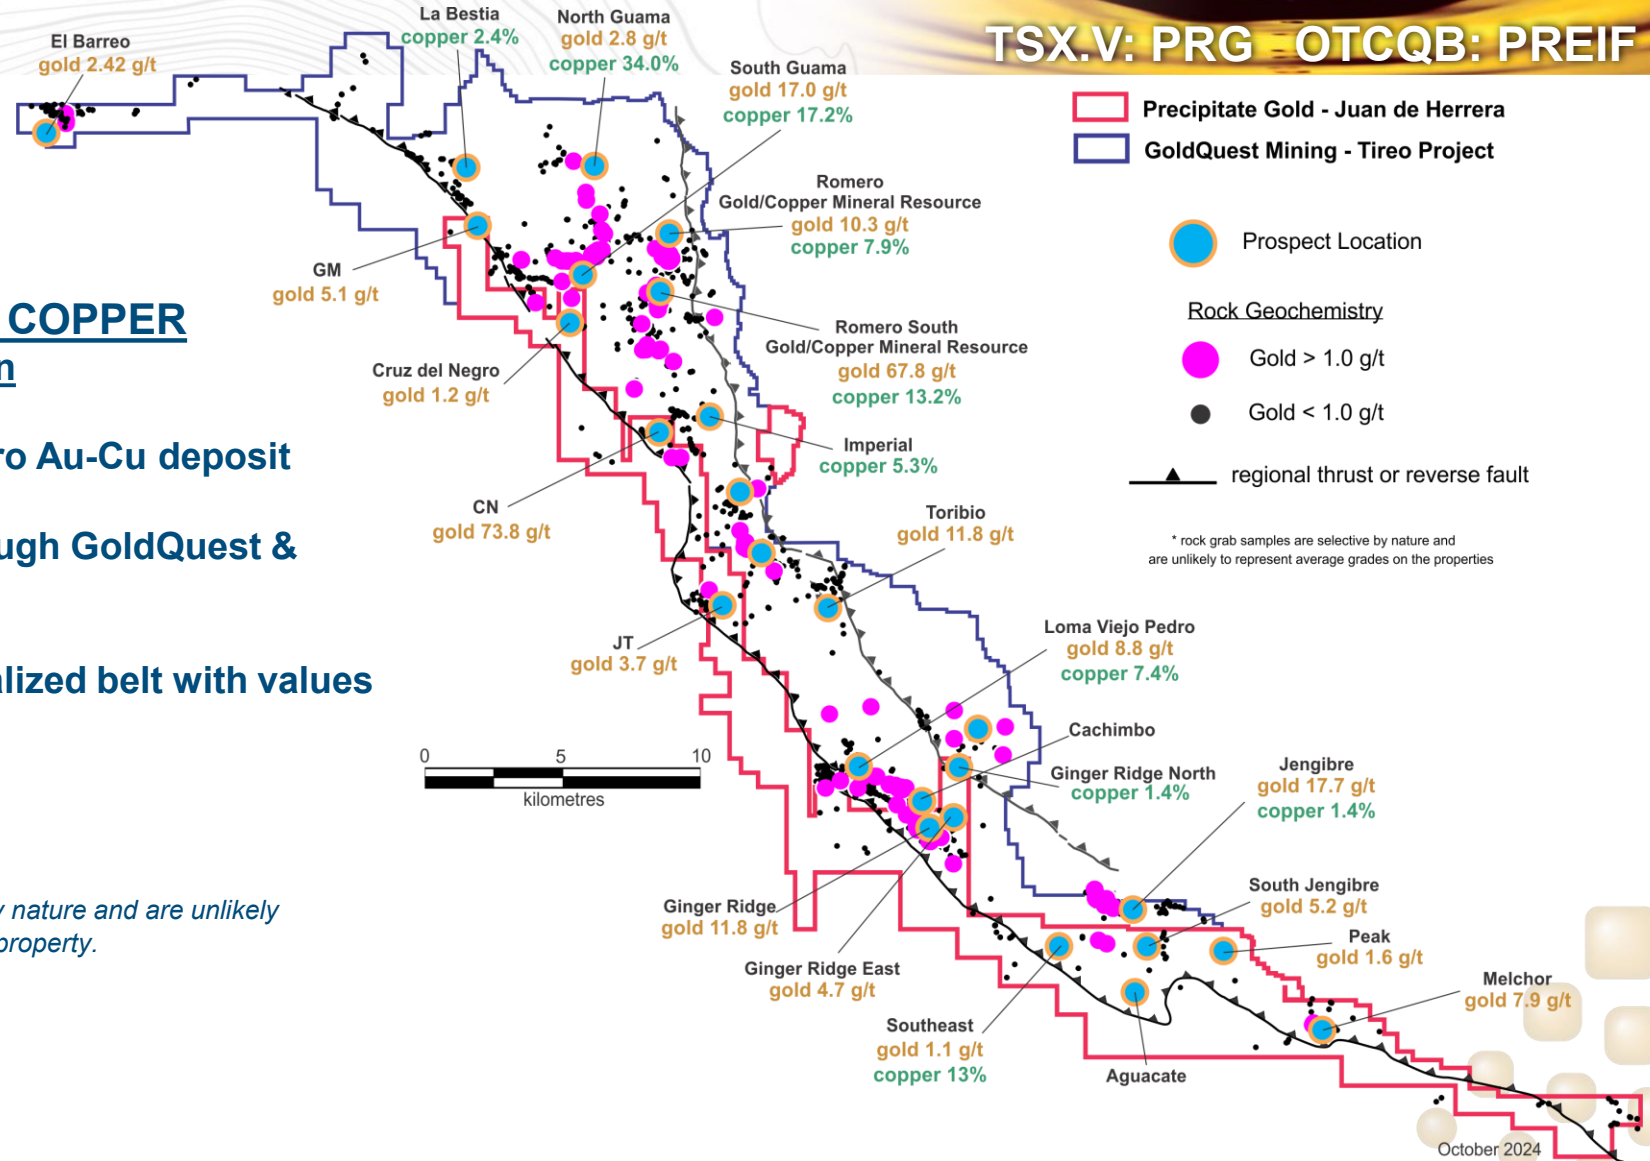 TSX.V: PRG OTCQB: PREIF
El Barreo
gold 2.42 g/t
La Bestia
copper 2.4%
North Guama
gold 2.8 g/t
copper 34.0%
South Guama
gold 17.0 g/t
copper 17.2%
Precipitate Gold - Juan de Herrera
GoldQuest Mining - Tireo Project
Romero
Gold/Copper Mineral Resource
gold 10.3 g/t
copper 7.9%
Prospect Location
GM
gold 5.1 g/t
Rock Geochemistry
COPPER
n
Romero South
Gold/Copper Mineral Resource
gold 67.8 g/t
copper 13.2%
Gold > 1.0 g/t
Cruz del Negro
gold 1.2 g/t
Gold < 1.0 g/t
ro Au-Cu deposit
Imperial
copper 5.3%
regional thrust or reverse fault
CN
gold 73.8 g/t
Toribio
gold 11.8 g/t
ugh GoldQuest &
* rock grab samples are selective by nature and
are unlikely to represent average grades on the properties
JT
gold 3.7 g/t
Loma Viejo Pedro
gold 8.8 g/t
copper 7.4%
alized belt with values
Cachimbo
0 5 10
kilometres
Ginger Ridge North
copper 1.4%
Jengibre
gold 17.7 g/t
copper 1.4%
y nature and are unlikely
property.
Ginger Ridge
gold 11.8 g/t
South Jengibre
gold 5.2 g/t
Peak
gold 1.6 g/t
Ginger Ridge East
gold 4.7 g/t
Melchor
gold 7.9 g/t
Southeast
gold 1.1 g/t
copper 13%
Aguacate
October 2024